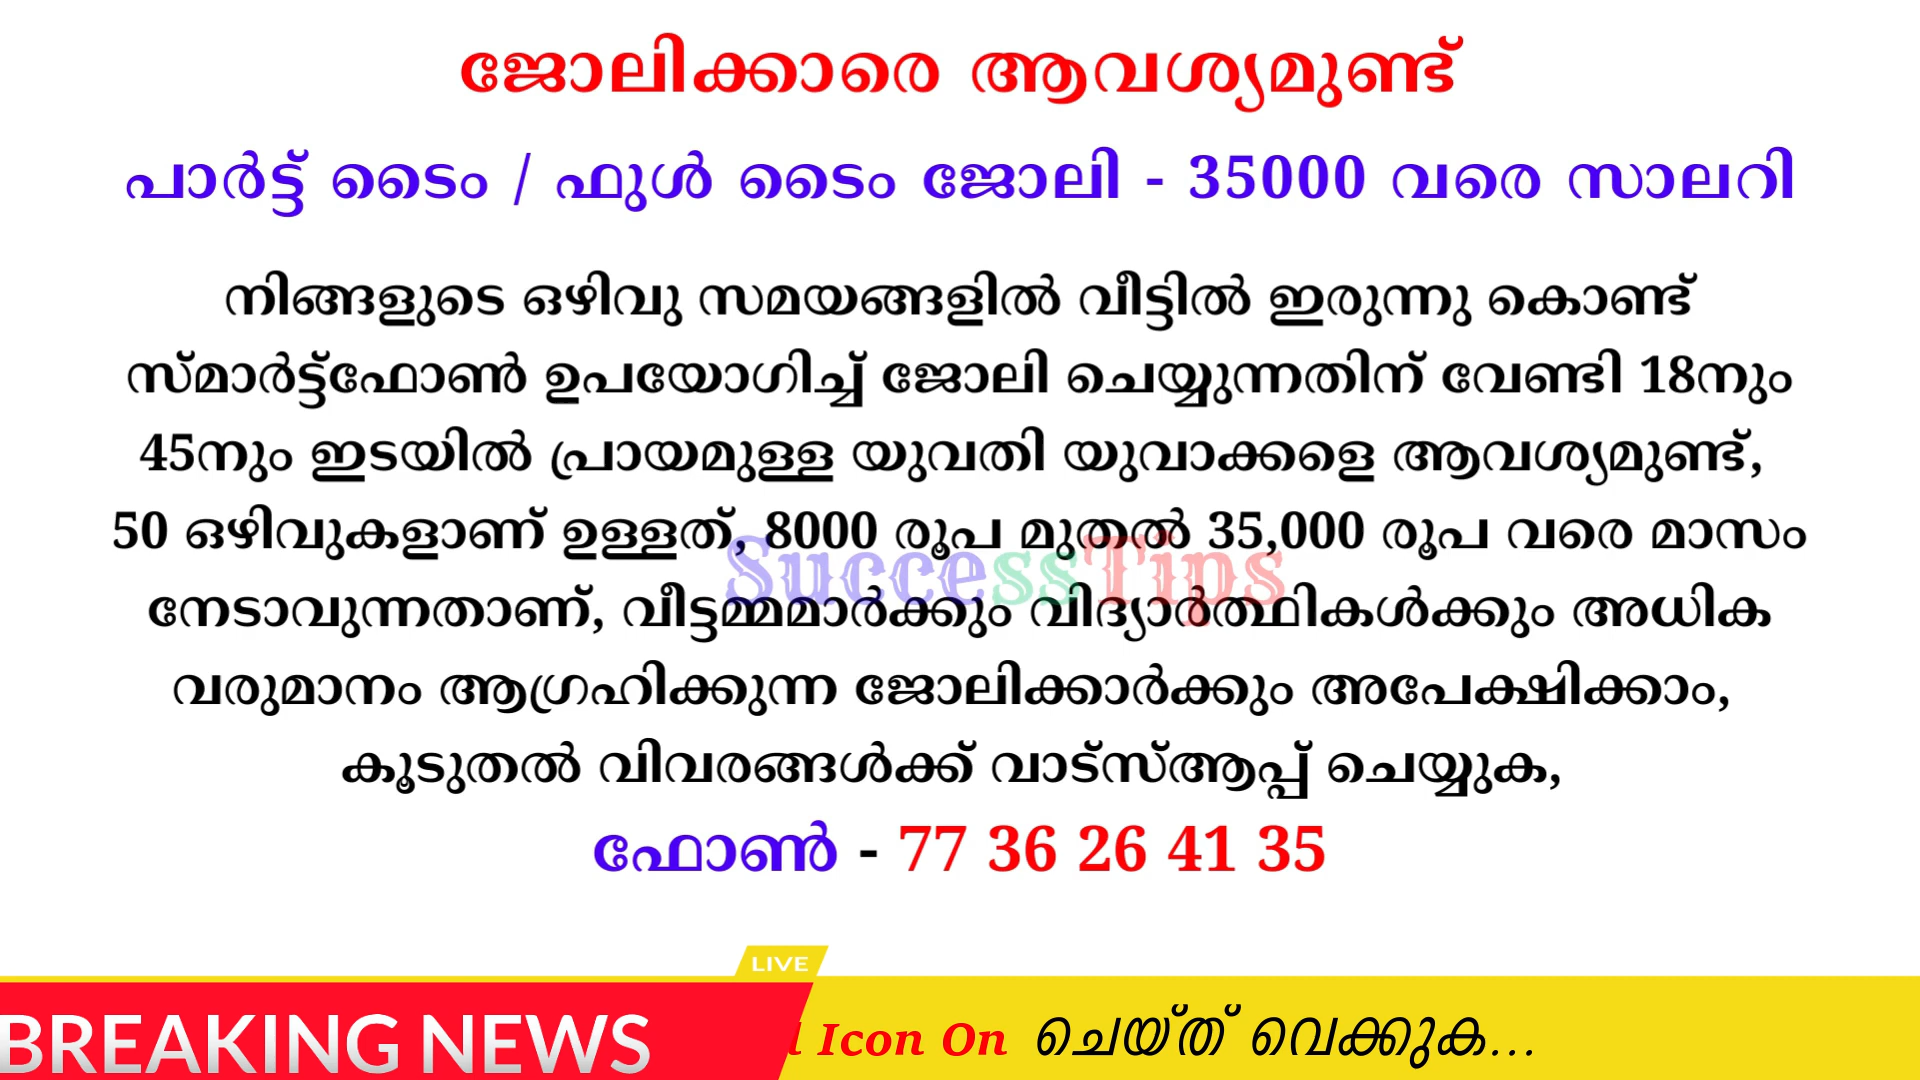 ജോലിക്കാരെ ആവശ്യമുണ്ട്
പാർട്ട് ടൈം / ഫുൾ ടൈം ജോലി - 35000 വരെ സാലറി
നിങ്ങളുടെ ഒഴിവു സമയങ്ങളിൽ വീട്ടിൽ ഇരുന്നു കൊണ്ട്
സ്മാർട്ട്ഫോൺ ഉപയോഗിച്ച് ജോലി ചെയ്യുന്നതിന് വേണ്ടി 18നും
45നും ഇടയിൽ പ്രായമുള്ള യുവതി യുവാക്കളെ ആവശ്യമുണ്ട്,
50 ഒഴിവുകളാണ് ഉള്ളത്, 8000 രൂപ മുതൽ 35,000 രൂപ വരെ മാസം
SuccessTips
നേടാവുന്നതാണ്, വീട്ടമ്മമാർക്കും വിദ്യാർത്ഥികൾക്കും അധിക
വരുമാനം ആഗ്രഹിക്കുന്ന ജോലിക്കാർക്കും അപേക്ഷിക്കാം,
കൂടുതൽ വിവരങ്ങൾക്ക് വാട്സ്ആപ്പ് ചെയ്യുക,
ഫോൺ - 77 36 26 41 35
LIVE
BREAKING NEWS
l Icon On ചെയ്ത് വെക്കുക...